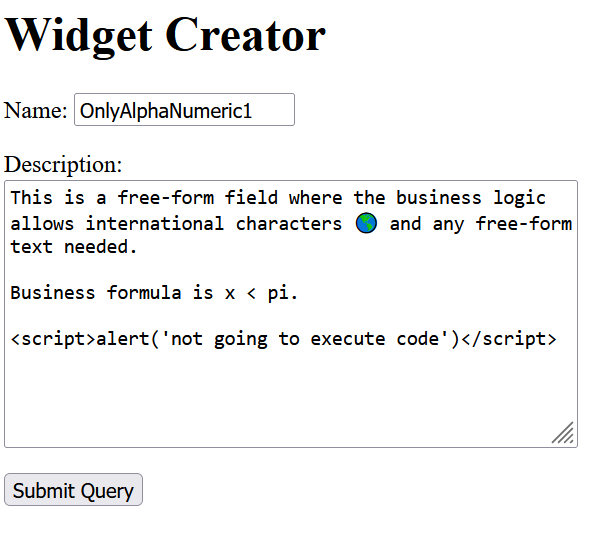 Widget Creator
Name: OnlyAlphaNumeric1
Description:
This is a free-form field where the business logic
allows international characters 🌎 and any free-form
text needed.
Business formula is x < pi.
<script>alert('not going to execute code')</script>
Submit Query